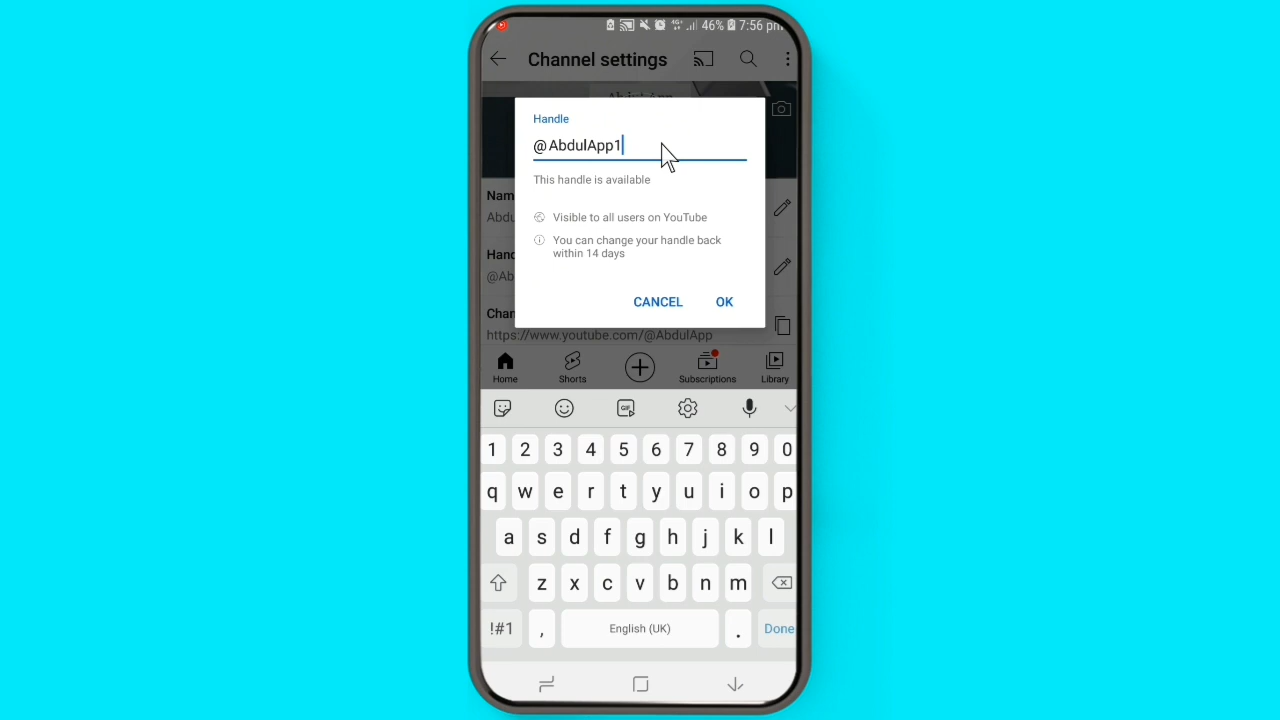 46% 7:56 pm
Channel settings
Handle
@AbdulApp1
This handle is available
Visible to all users on YouTube
You can change your handle back
within 14 days
CANCEL OK
Nam
Abdu
Hand
@Ab
Chan
https://www.youtube.com/@AbdulApp
Home Shorts Subscriptions Library
GIF
1 2 3 4 5 6 7 8 9 0
q w e r t y u i o p
a s d f g h j k l
z x c v b n m
!#1 , English (UK) . Done